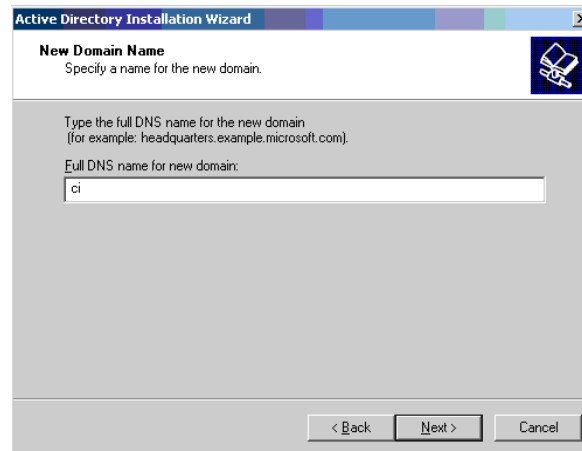 Active Directory Installation Wizard
New Domain Name
Specify a name for the new domain.
Type the full DNS name for the new domain
(for example: headquarters.example.microsoft.com).
Full DNS name for new domain:
ci
< Back Next > Cancel